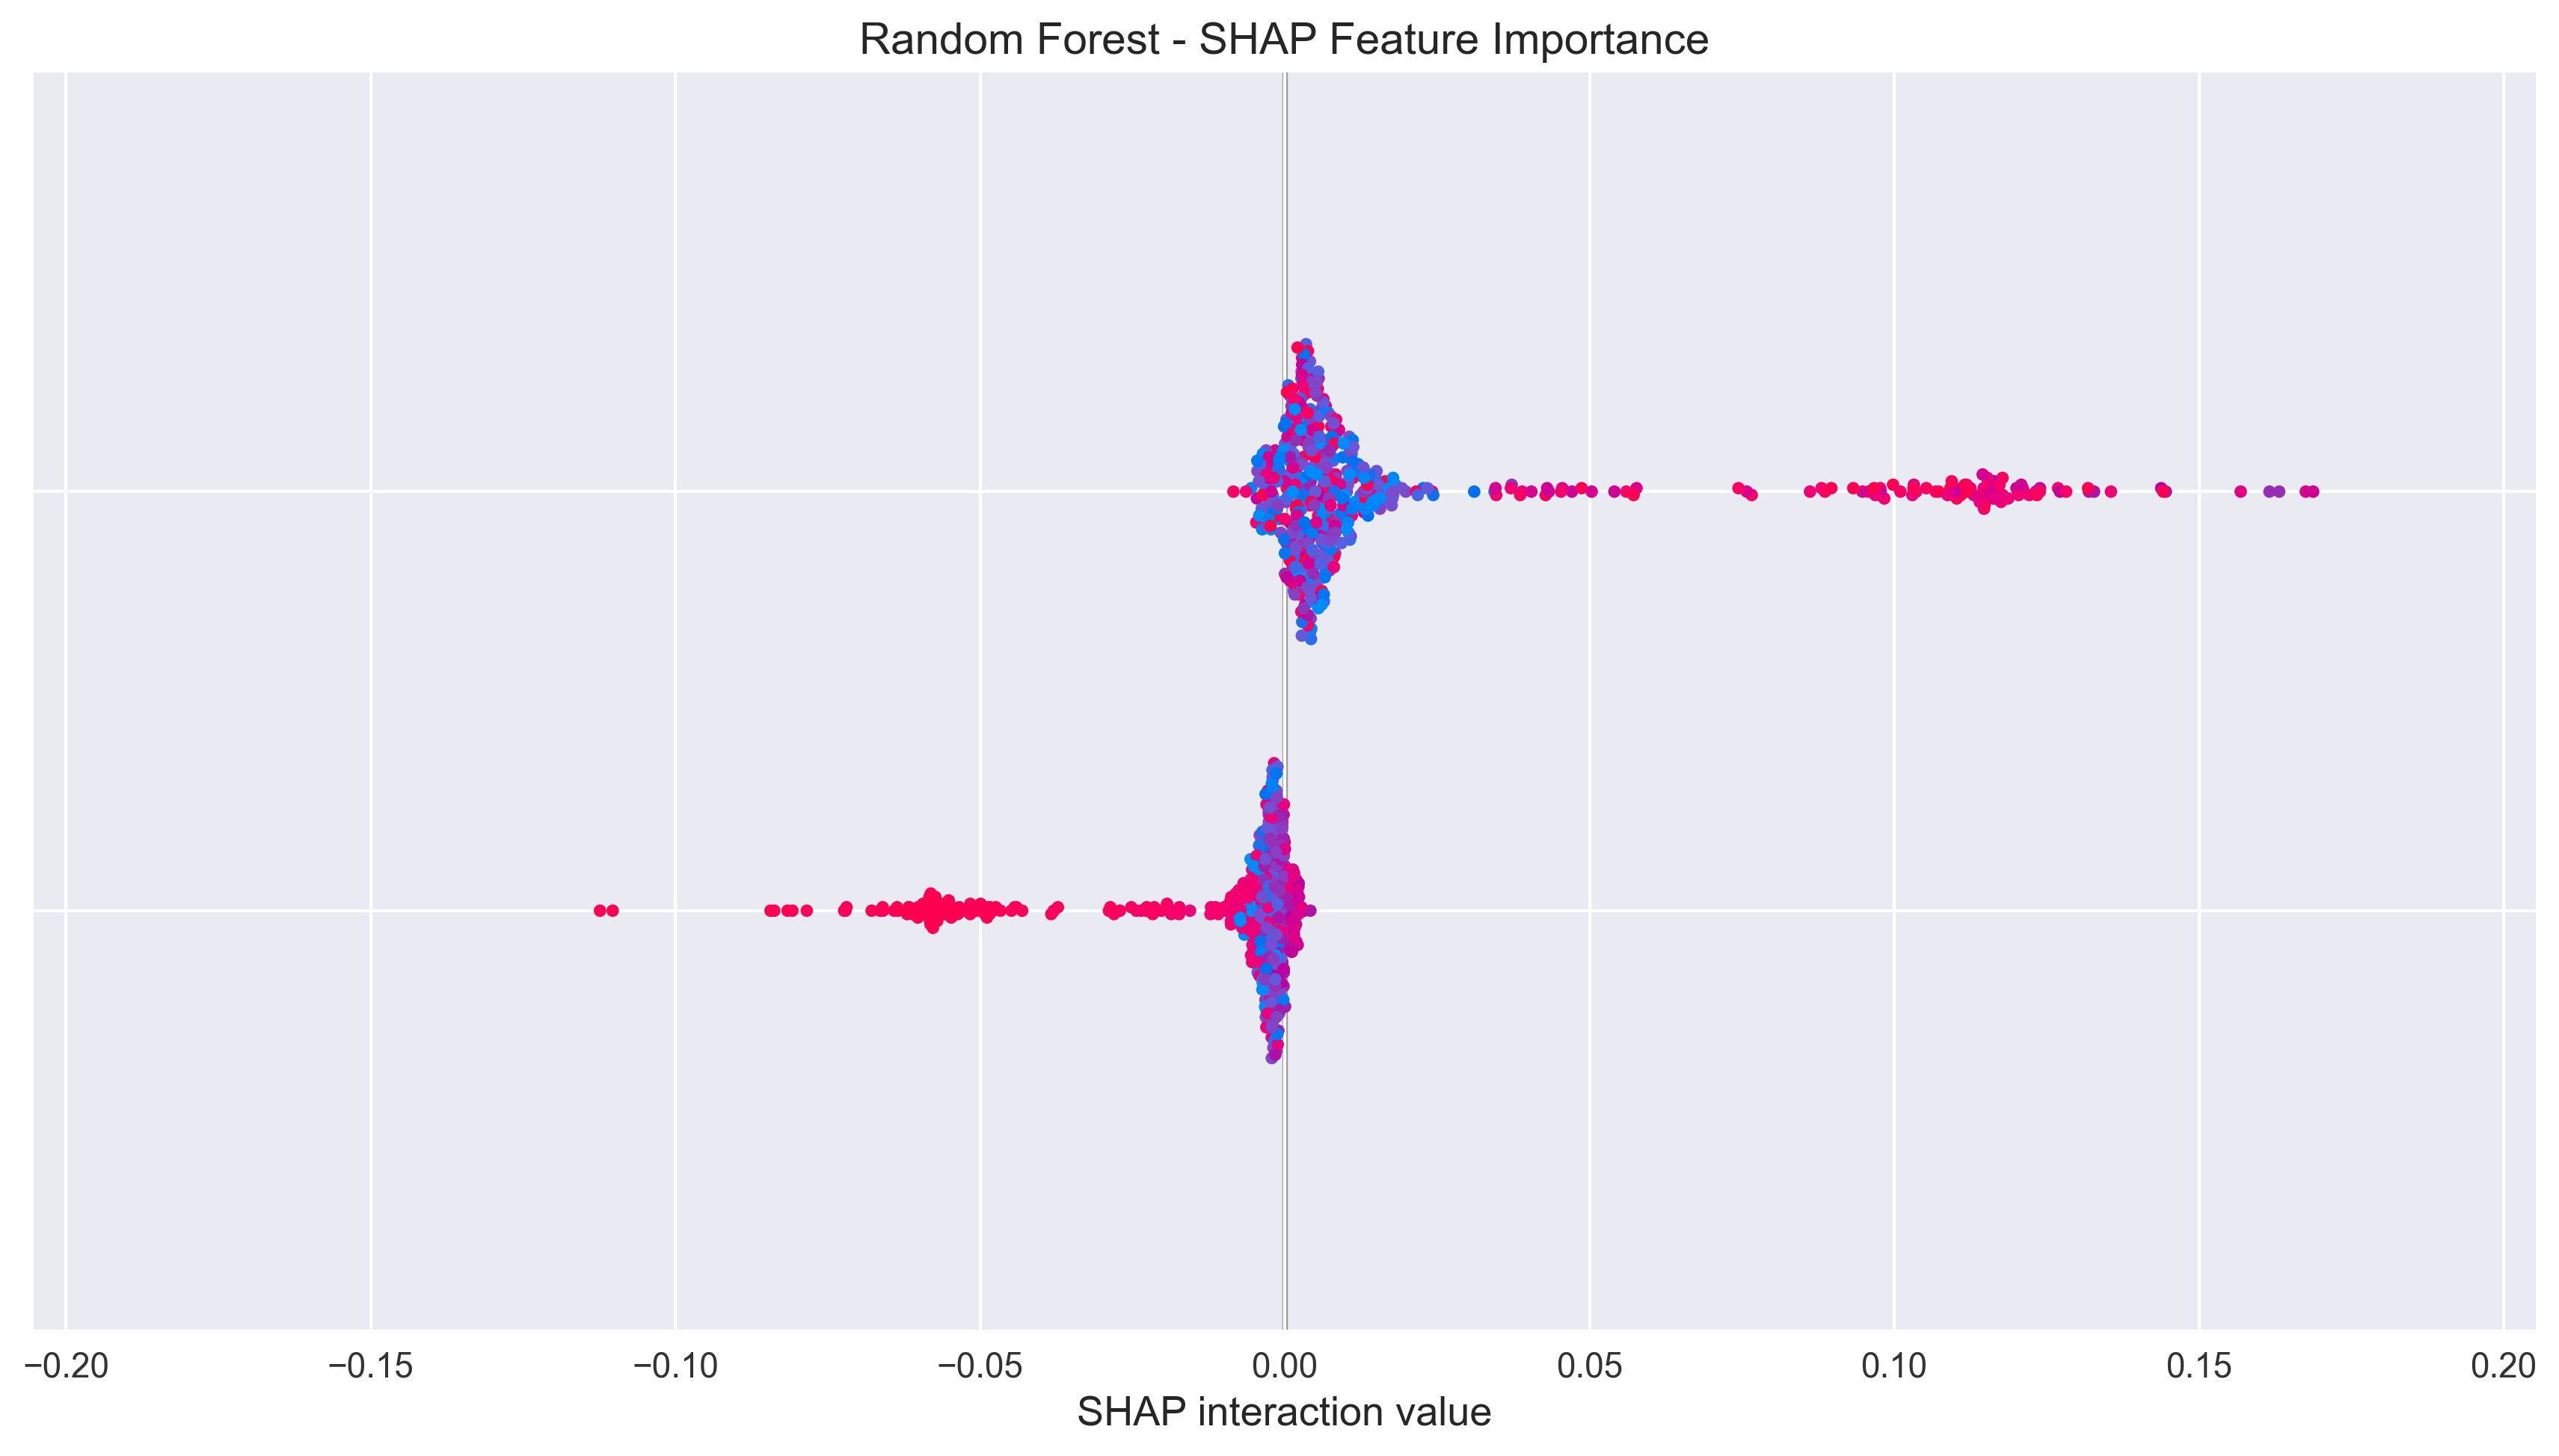 Random Forest - SHAP Feature Importance
−0.20 −0.15 −0.10 −0.05 0.00 0.05 0.10 0.15 0.20
SHAP interaction value